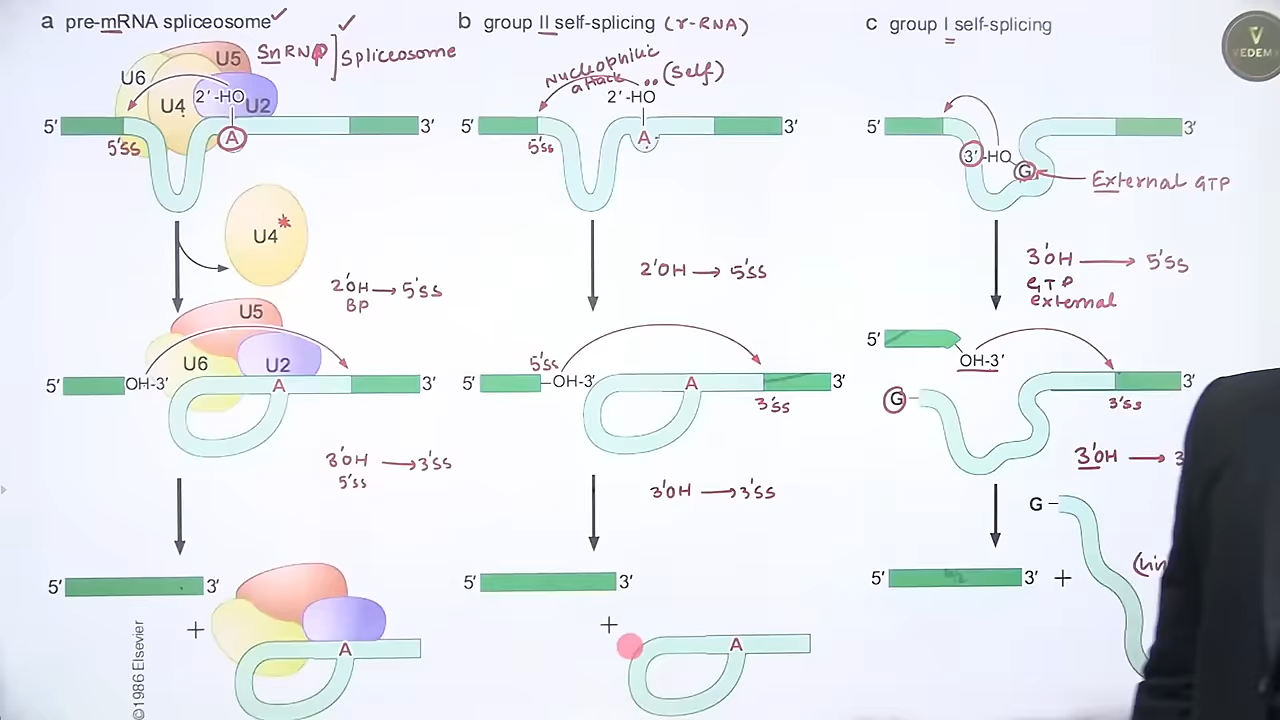 a pre-mRNA spliceosome
SnRNP] Spliceosome
U6
U5
U4
2'-HO
U2
5'
3'
A
5'ss
U4*
2'OH → 5'ss
BP
U5
U6
U2
5'
OH-3'
A
3'
3'OH → 3'ss
5'ss
5'
3'
+
A
©1986 Elsevier
b group II self-splicing (r-RNA)
Nucleophilic
attack
(Self)
2'-HO
5'
3'
5'ss
A
2'OH → 5'ss
5'ss
5'
OH-3'
A
3'
3'ss
3'OH → 3'ss
5'
3'
+
A
c group I self-splicing
VEDEM
5'
3'
3'-HO
G
External GTP
3'OH → 5'ss
GTP
external
5'
OH-3'
3'
G
3'ss
3'OH →
G
5'
3'
+